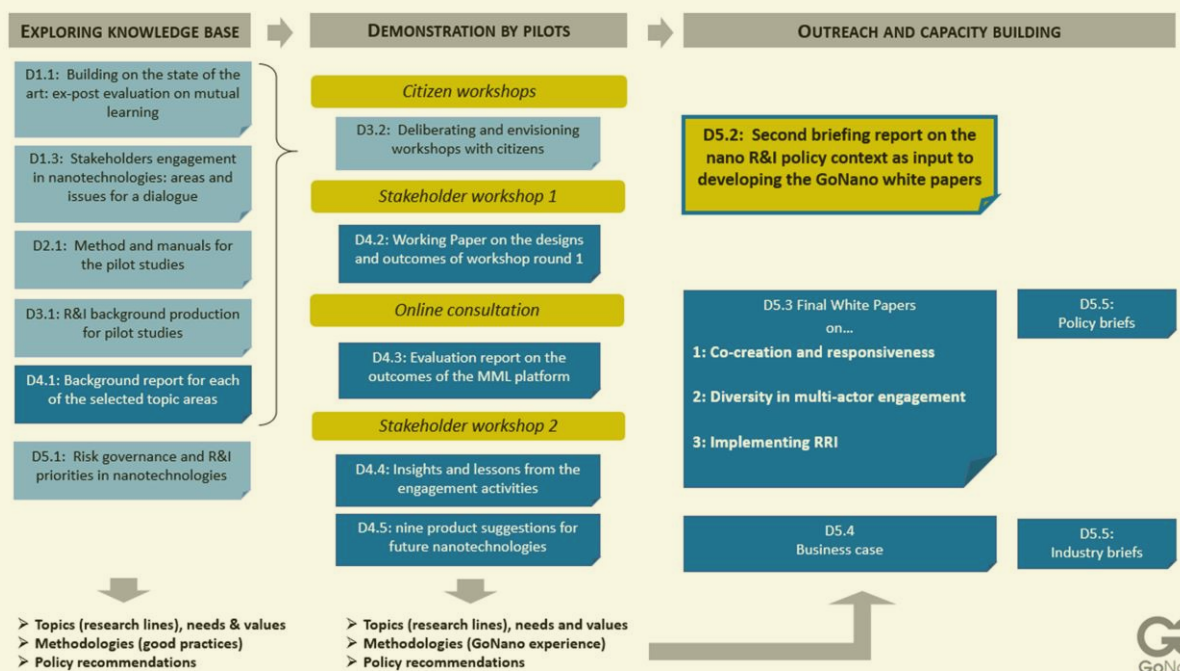 EXPLORING KNOWLEDGE BASE
D1.1: Building on the state of the
art: ex-post evaluation on mutual
learning
D1.3: Stakeholders engagement
in nanotechnologies: areas and
issues for a dialogue
D2.1: Method and manuals for
the pilot studies
D3.1: R&I background production
for pilot studies
D4.1: Background report for each
of the selected topic areas
D5.1: Risk governance and R&I
priorities in nanotechnologies
➢ Topics (research lines), needs & values
➢ Methodologies (good practices)
➢ Policy recommendations
DEMONSTRATION BY PILOTS
Citizen workshops
D3.2: Deliberating and envisioning
workshops with citizens
Stakeholder workshop 1
D4.2: Working Paper on the designs
and outcomes of workshop round 1
Online consultation
D4.3: Evaluation report on the
outcomes of the MML platform
Stakeholder workshop 2
D4.4: Insights and lessons from the
engagement activities
D4.5: nine product suggestions for
future nanotechnologies
➢ Topics (research lines), needs and values
➢ Methodologies (GoNano experience)
➢ Policy recommendations
OUTREACH AND CAPACITY BUILDING
D5.2: Second briefing report on the
nano R&I policy context as input to
developing the GoNano white papers
D5.3 Final White Papers
on…
1: Co-creation and responsiveness
2: Diversity in multi-actor engagement
3: Implementing RRI
D5.5:
Policy briefs
D5.4
Business case
D5.5:
Industry briefs